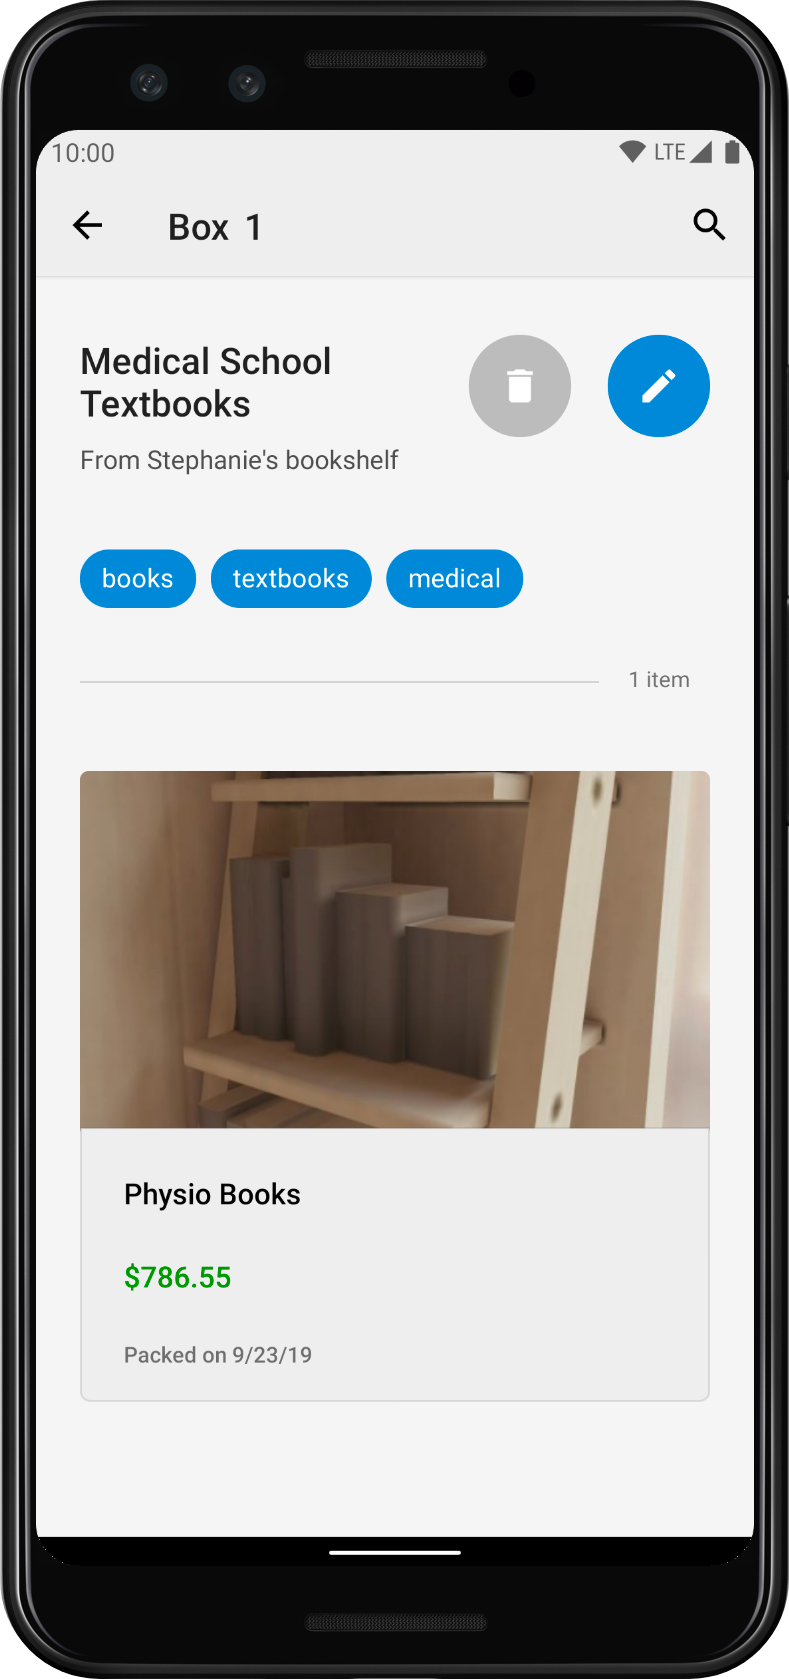 10:00 LTE
Box 1
Medical School
Textbooks
From Stephanie's bookshelf
books textbooks medical
1 item
Physio Books
$786.55
Packed on 9/23/19